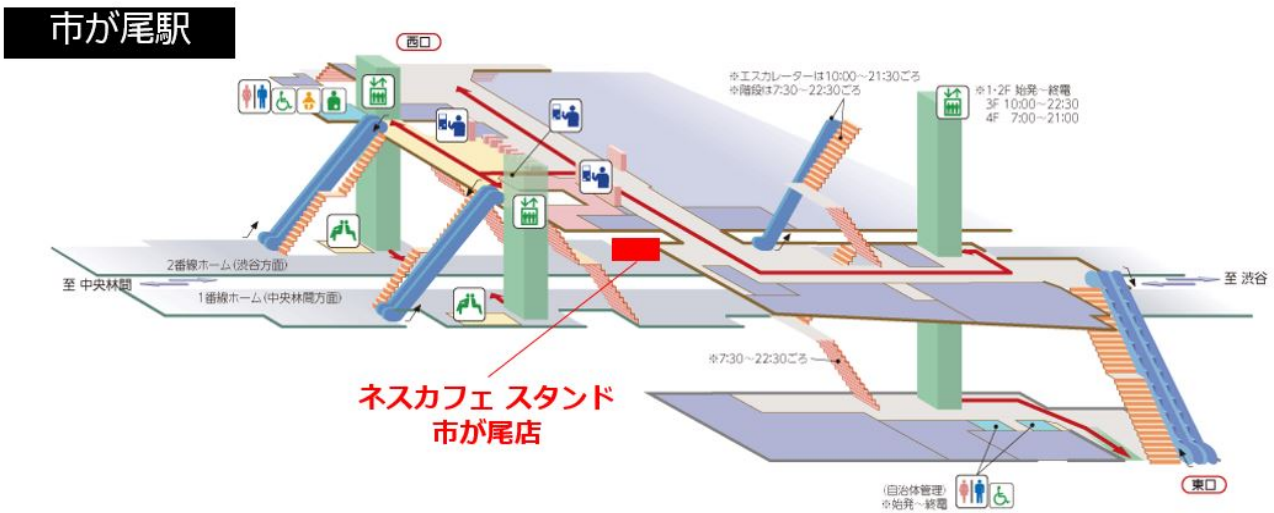 市が尾駅
西口
※エスカレーターは10:00～21:30ごろ
※階段は7:30～22:30ごろ
※1・2F 始発～終電
3F 10:00～22:30
4F 7:00～21:00
2番線ホーム(渋谷方面)
至 中央林間
1番線ホーム(中央林間方面)
至 渋谷
※7:30～22:30ごろ
ネスカフェ スタンド
市が尾店
(自治体管理)
※始発～終電
東口